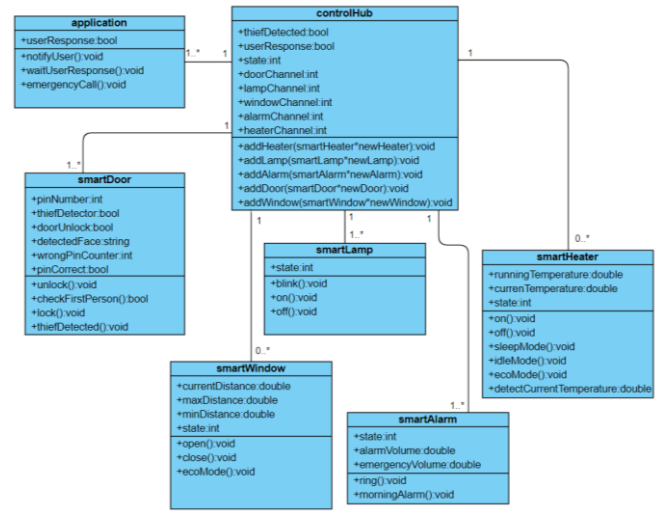 application
+userResponse:bool
+notifyUser():void
+waitUserResponse():void
+emergencyCall():void
1..*
1
controlHub
+thiefDetected:bool
+userResponse:bool
+state:int
+doorChannel:int
+lampChannel:int
+windowChannel:int
+alarmChannel:int
+heaterChannel:int
+addHeater(smartHeater*newHeater):void
+addLamp(smartLamp*newLamp):void
+addAlarm(smartAlarm*newAlarm):void
+addDoor(smartDoor*newDoor):void
+addWindow(smartWindow*newWindow):void
1
1
1..*
smartDoor
+pinNumber:int
+thiefDetector:bool
+doorUnlock:bool
+detectedFace:string
+wrongPinCounter:int
+pinCorrect:bool
+unlock():void
+checkFirstPerson():bool
+lock():void
+thiefDetected():void
1
1
1
1..*
smartLamp
+state:int
+blink():void
+on():void
+off():void
0..*
smartHeater
+runningTemperature:double
+currenTemperature:double
+state:int
+on():void
+off():void
+sleepMode():void
+idleMode():void
+ecoMode():void
+detectCurrentTemperature:double
0..*
smartWindow
+currentDistance:double
+maxDistance:double
+minDistance:double
+state:int
+open():void
+close():void
+ecoMode():void
1..*
smartAlarm
+state:int
+alarmVolume:double
+emergencyVolume:double
+ring():void
+morningAlarm():void